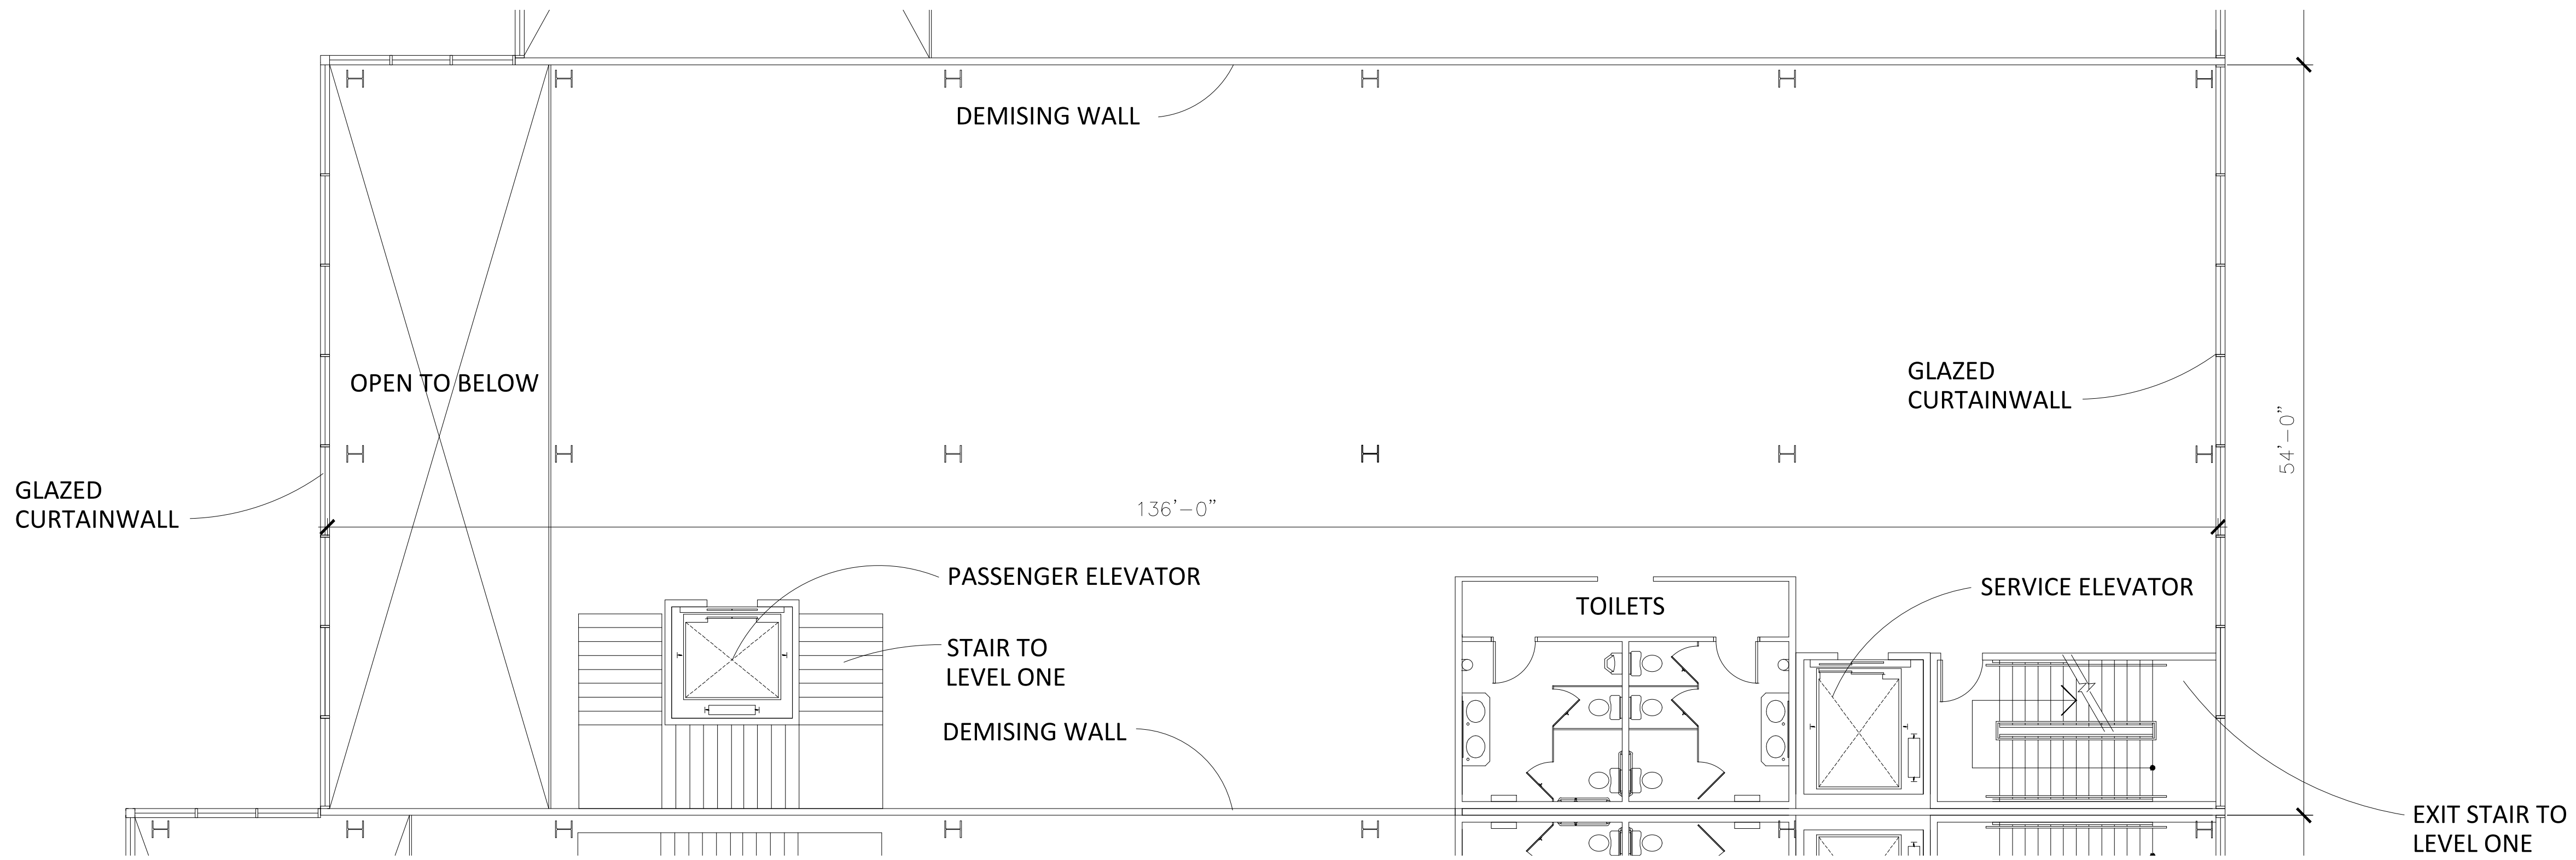 DEMISING WALL
OPEN TO BELOW
GLAZED
CURTAINWALL
54'-0"
GLAZED
CURTAINWALL
136'-0"
PASSENGER ELEVATOR
SERVICE ELEVATOR
TOILETS
STAIR TO
LEVEL ONE
DEMISING WALL
EXIT STAIR TO
LEVEL ONE